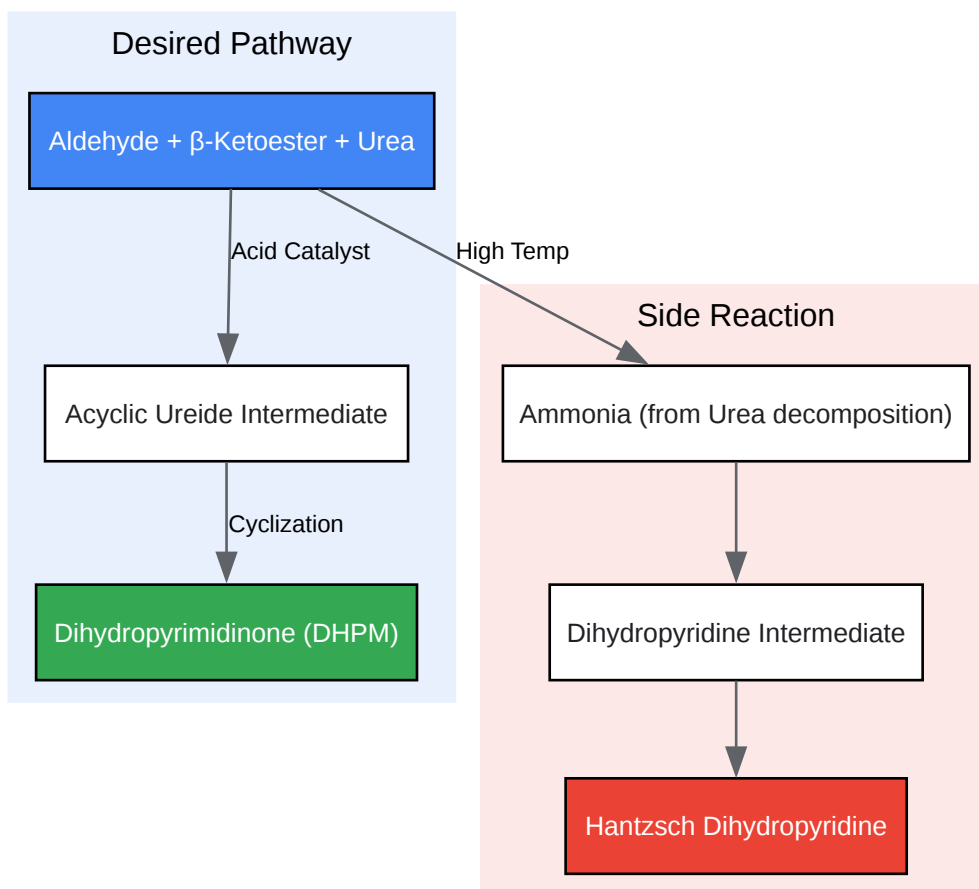 Desired Pathway
Aldehyde + β-Ketoester + Urea
Acid Catalyst
High Temp
Side Reaction
Acyclic Ureide Intermediate
Ammonia (from Urea decomposition)
Cyclization
Dihydropyrimidinone (DHPM)
Dihydropyridine Intermediate
Hantzsch Dihydropyridine